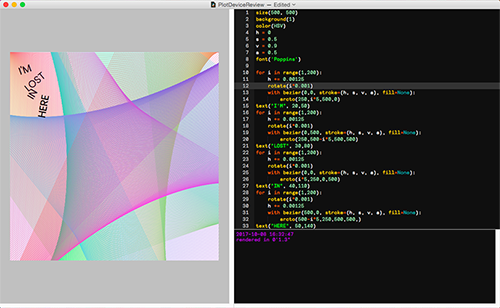 PlotDeviceReview — Edited
I'M
LOST
IN
HERE
1 size(500, 500)
2 background(1)
3 color(HSV)
4 h = 0
5 s = 0.5
6 v = 0.9
7 a = 0.5
8 font('Poppins')
9
10 for i in range(1,200):
11 h += 0.00125
12 rotate(i*0.001)
13 with bezier(0,0, stroke=(h, s, v, a), fill=None):
14 arcto(250,i*5,500,0)
15 text("I'M", 20,50)
16 for i in range(1,200):
17 h += 0.00125
18 rotate(i*0.001)
19 with bezier(0,500, stroke=(h, s, v, a), fill=None):
20 arcto(250,500-i*5,500,500)
21 text("LOST", 30,80)
22 for i in range(1,200):
23 h += 0.00125
24 rotate(i*0.001)
25 with bezier(0,0, stroke=(h, s, v, a), fill=None):
26 arcto(i*5,250,0,500)
27 text("IN", 40,110)
28 for i in range(1,200):
29 rotate(i*0.001)
30 h += 0.00125
31 with bezier(500,0, stroke=(h, s, v, a), fill=None):
32 arcto(500-i*5,250,500,500,)
33 text("HERE", 50,140)
rendered in 0'1.3"